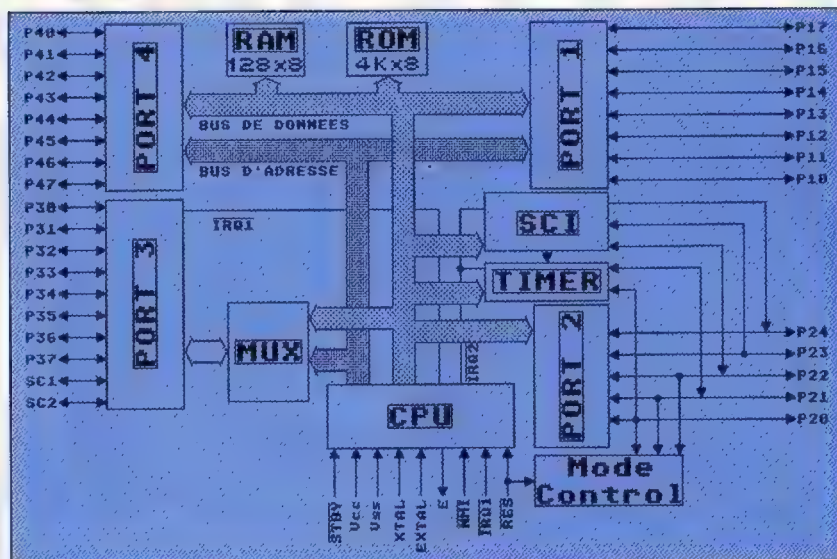 P40
P41
P42
P43
P44
P45
P46
P47
PORT 4
RAM
128x8
ROM
4Kx8
BUS DE DONNEES
BUS D'ADRESSE
PORT 1
P17
P16
P15
P14
P13
P12
P11
P10
P30
P31
P32
P33
P34
P35
P36
P37
SC1
SC2
PORT 3
IRQ1
SCI
TIMER
MUX
IRQ2
PORT 2
P24
P23
P22
P21
P20
CPU
STBY
Vcc
Vss
XTAL
EXTAL
E
NMI
IRQ1
RES
Mode
Control